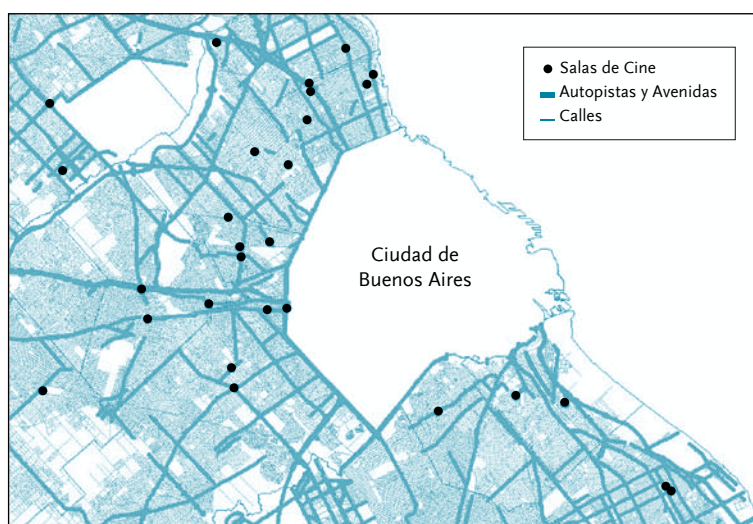 Salas de Cine
Autopistas y Avenidas
Calles
Ciudad de
Buenos Aires